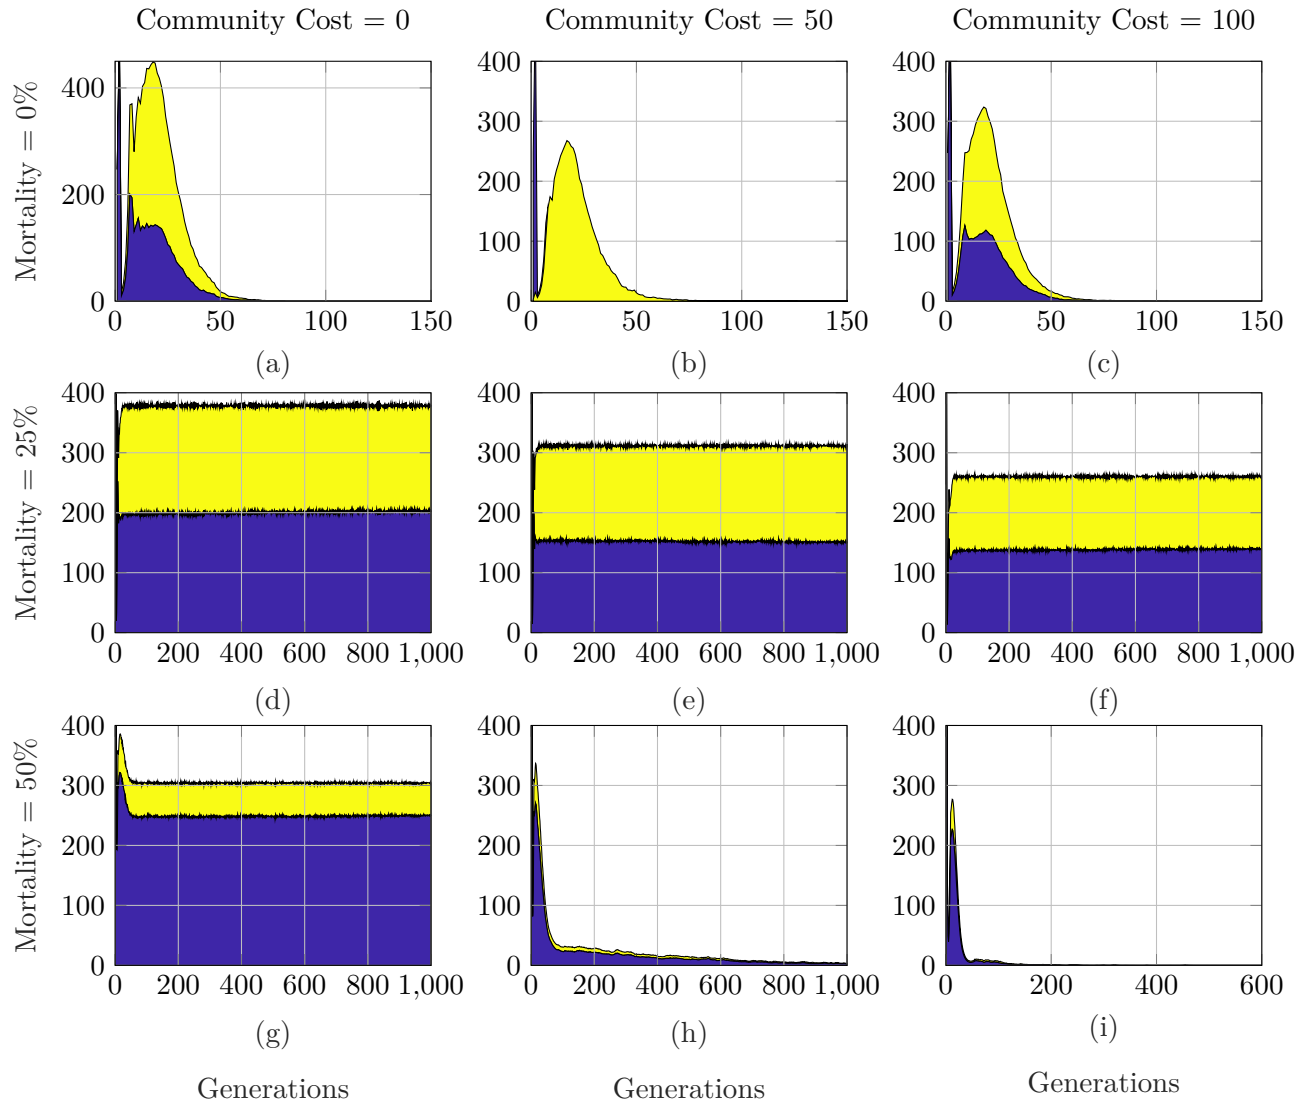 Community Cost = 0
Community Cost = 50
Community Cost = 100
Mortality = 0%
400
200
0
0 50 100 150
(a)
400
300
200
100
0
0 50 100 150
(b)
400
300
200
100
0
0 50 100 150
(c)
Mortality = 25%
400
300
200
100
0
0 200 400 600 800 1,000
(d)
400
300
200
100
0
0 200 400 600 800 1,000
(e)
400
300
200
100
0
0 200 400 600 800 1,000
(f)
Mortality = 50%
400
300
200
100
0
0 200 400 600 800 1,000
(g)
400
300
200
100
0
0 200 400 600 800 1,000
(h)
400
300
200
100
0
0 200 400 600
(i)
Generations
Generations
Generations